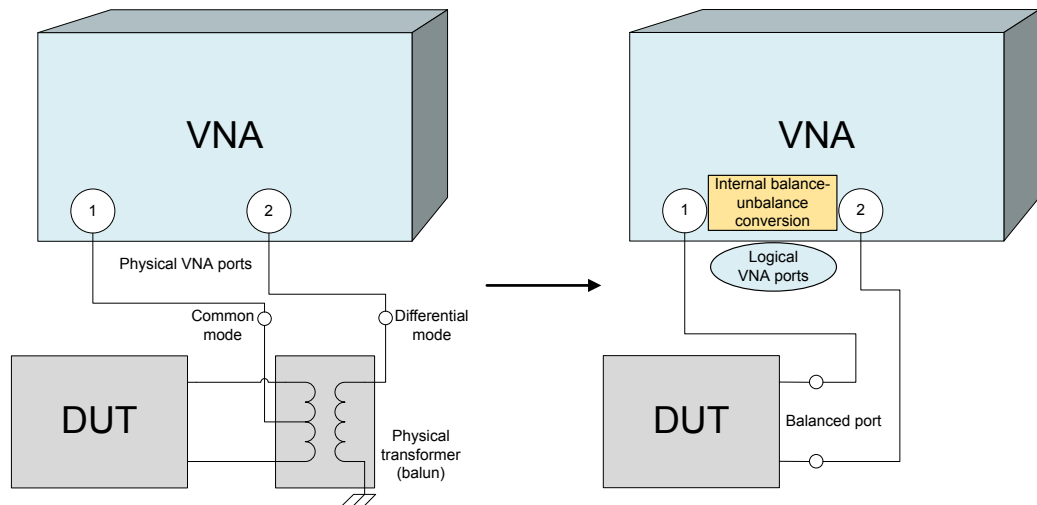 VNA
1
2
Physical VNA ports
Common
mode
Differential
mode
DUT
Physical
transformer
(balun)
VNA
1
Internal balance-
unbalance
conversion
2
Logical
VNA ports
DUT
Balanced port